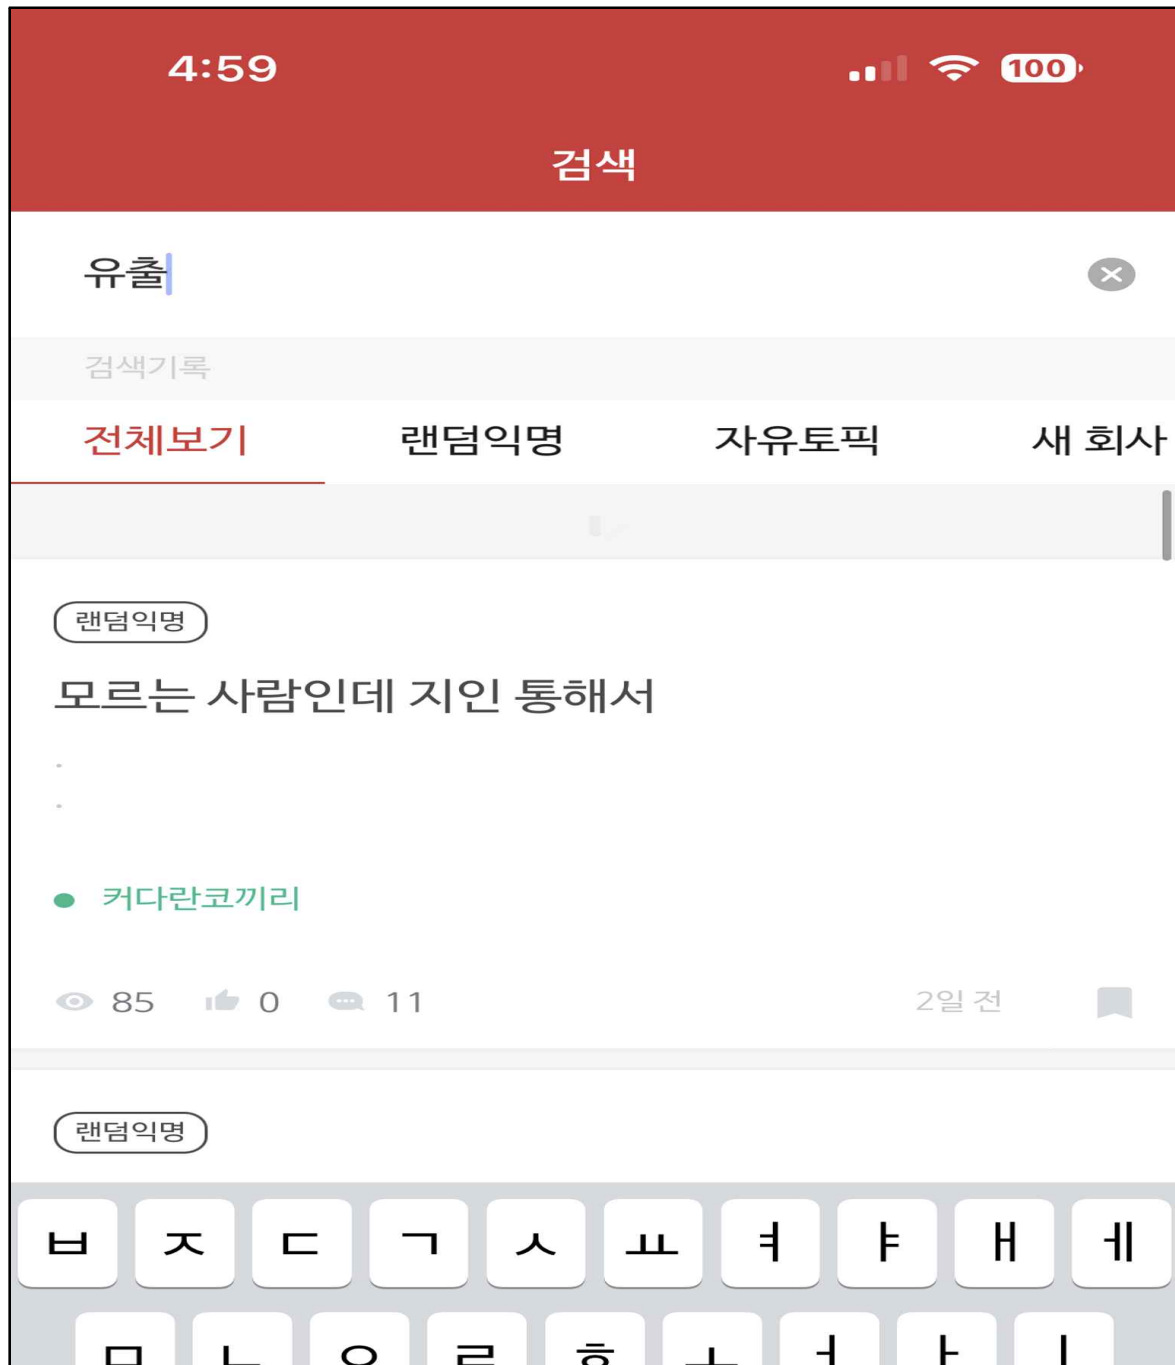 4:59
100
검색
유출
검색기록
전체보기 랜덤익명 자유토픽 새 회사
랜덤익명
모르는 사람인데 지인 통해서
.
.
커다란코끼리
85 0 11 2일 전
랜덤익명
ㅂ ㅈ ㄷ ㄱ ㅅ ㅛ ㅕ ㅑ ㅐ ㅔ
ㅁ ㄴ ㅇ ㄹ ㅎ ㅗ ㅓ ㅏ ㅣ